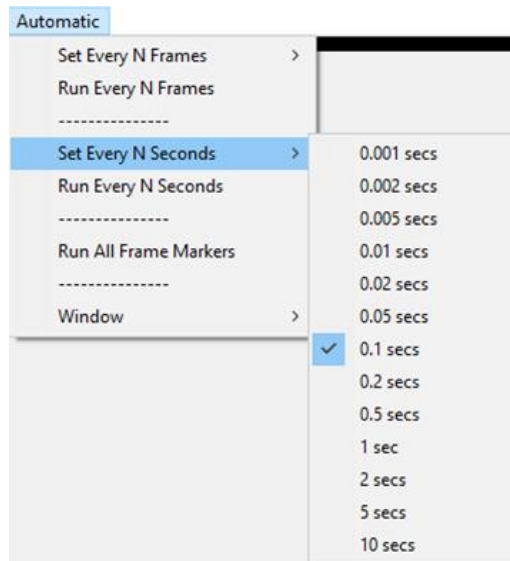 Automatic
Set Every N Frames
Run Every N Frames
---------------
Set Every N Seconds
Run Every N Seconds
---------------
Run All Frame Markers
---------------
Window
0.001 secs
0.002 secs
0.005 secs
0.01 secs
0.02 secs
0.05 secs
0.1 secs
0.2 secs
0.5 secs
1 sec
2 secs
5 secs
10 secs